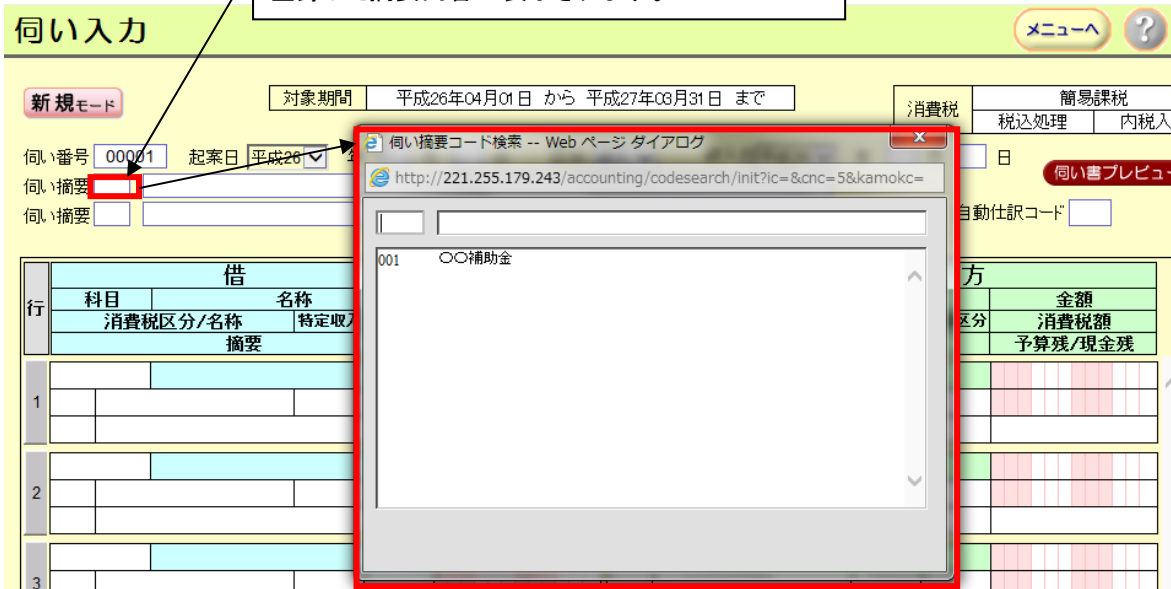 伺い入力
メニューへ
?
新規モード
対象期間 平成26年04月01日 から 平成27年03月31日 まで
消費税
簡易課税
税込処理 内税入
伺い番号 00001 起案日 平成26
日
伺い書プレビュー
伺い摘要
伺い摘要
自動仕訳コード
伺い摘要コード検索 -- Web ページ ダイアログ
http://221.255.179.243/accounting/codesearch/init?ic=&cnc=5&kamokc=
001 〇〇補助金
行
借
方
科目 名称
金額
消費税区分/名称 特定収入
区分 消費税額
摘要
予算残/現金残
1
2
3